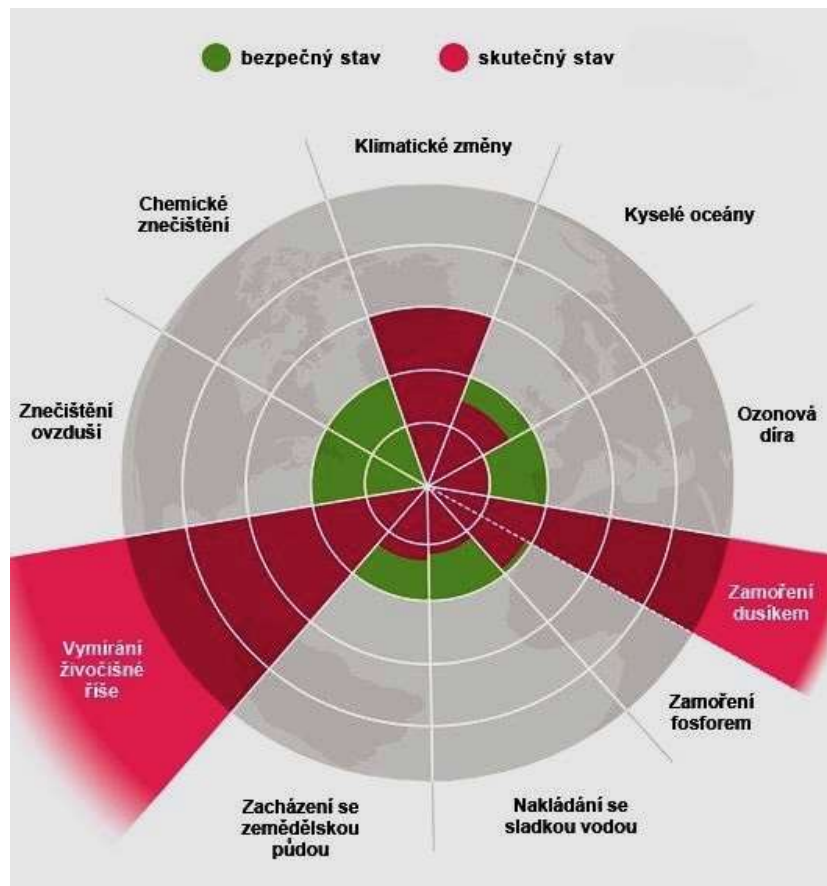 bezpečný stav
skutečný stav
Klimatické změny
Chemické
znečištění
Kyselé oceány
Znečištění
ovzduší
Ozonová
díra
Zamoření
dusíkem
Vymírání
živočišné
říše
Zamoření
fosforem
Zacházení se
zemědělskou
půdou
Nakládání se
sladkou vodou